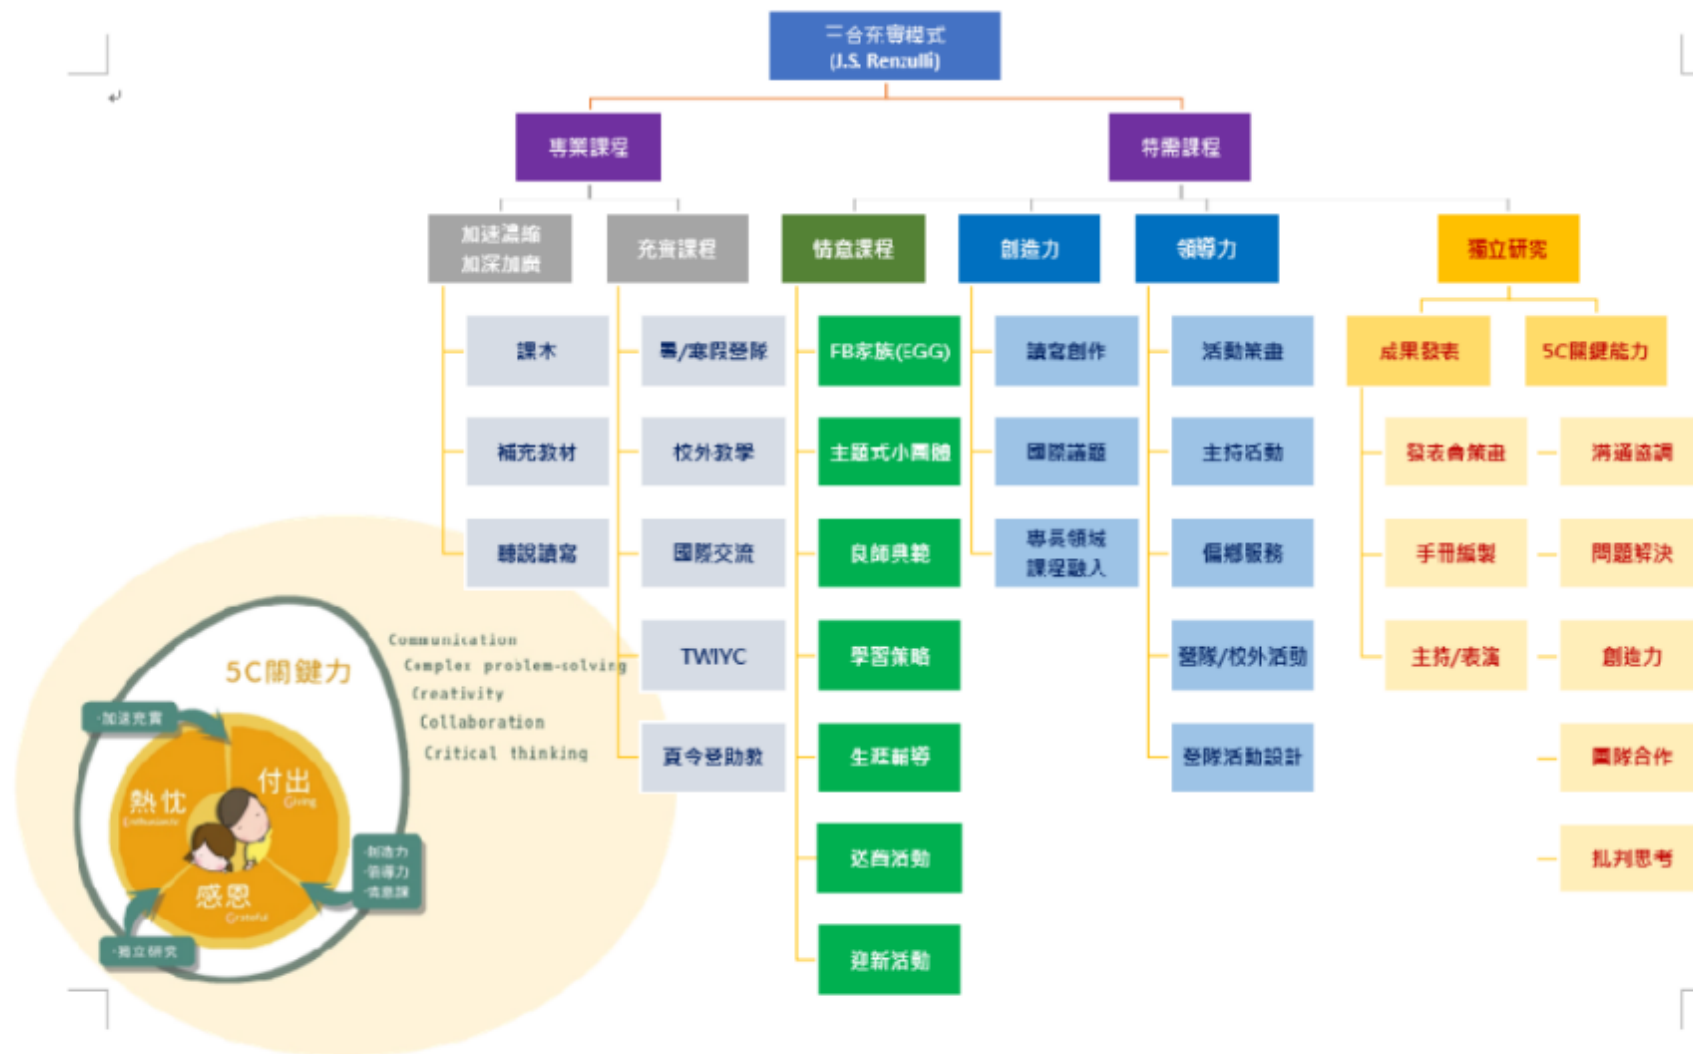 三合充實模式
(J.S. Renzulli)
專業課程
特需課程
加速濃縮
加深加廣
充實課程
情意課程
創造力
領導力
獨立研究
課本
暑/寒假營隊
FB家族(EGG)
讀寫創作
活動策畫
成果發表
5C關鍵能力
補充教材
校外教學
主題式小團體
國際議題
主持活動
發表會策畫
溝通協調
聽說讀寫
國際交流
良師典範
專長領域
課程融入
偏鄉服務
手冊編製
問題解決
TWIYC
學習策略
營隊/校外活動
主持/表演
創造力
夏令營助教
生涯輔導
營隊活動設計
團隊合作
送舊活動
批判思考
迎新活動
5C關鍵力
Communication
Complex problem-solving
Creativity
Collaboration
Critical thinking
·加速充實
付出
Giving
熱忱
Enthusiastic
感恩
Grateful
·創造力
·領導力
·情意課
·獨立研究